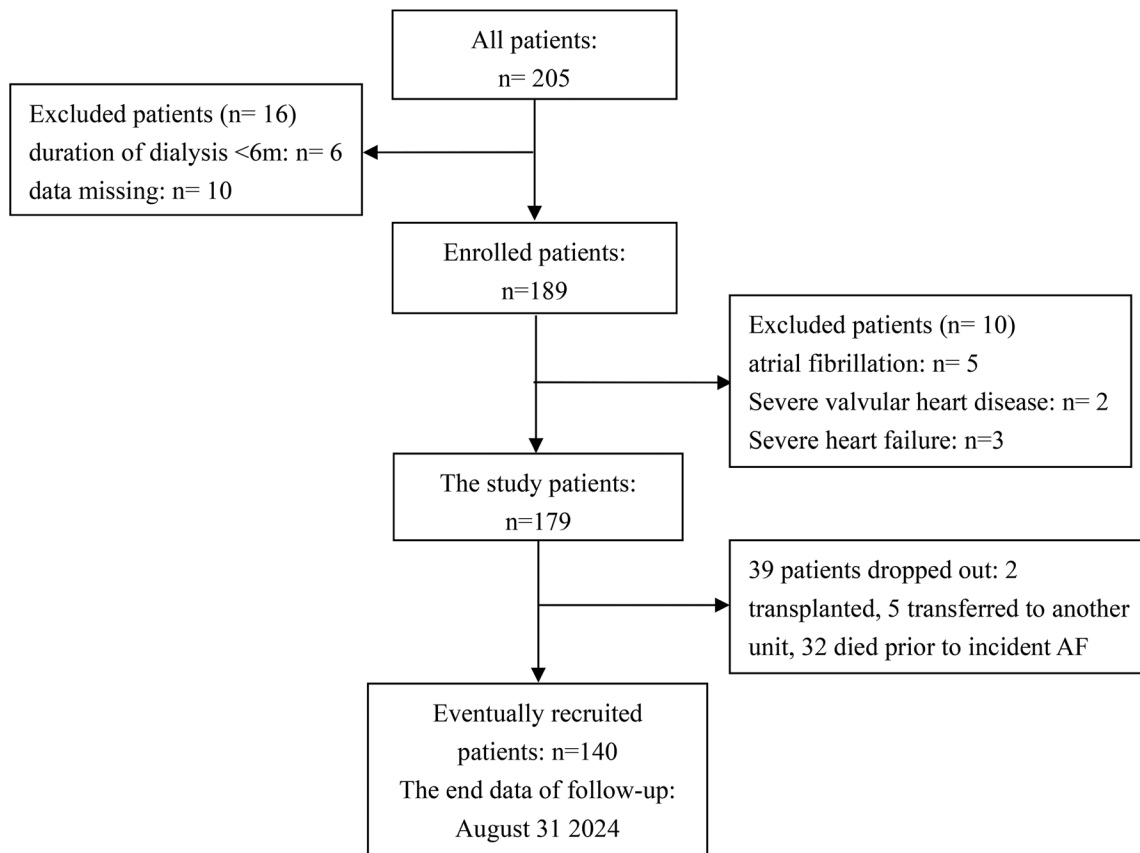 All patients:
n= 205
Excluded patients (n= 16)
duration of dialysis <6m: n= 6
data missing: n= 10
Enrolled patients:
n=189
Excluded patients (n= 10)
atrial fibrillation: n= 5
Severe valvular heart disease: n= 2
Severe heart failure: n=3
The study patients:
n=179
39 patients dropped out: 2
transplanted, 5 transferred to another
unit, 32 died prior to incident AF
Eventually recruited
patients: n=140
The end data of follow-up:
August 31 2024